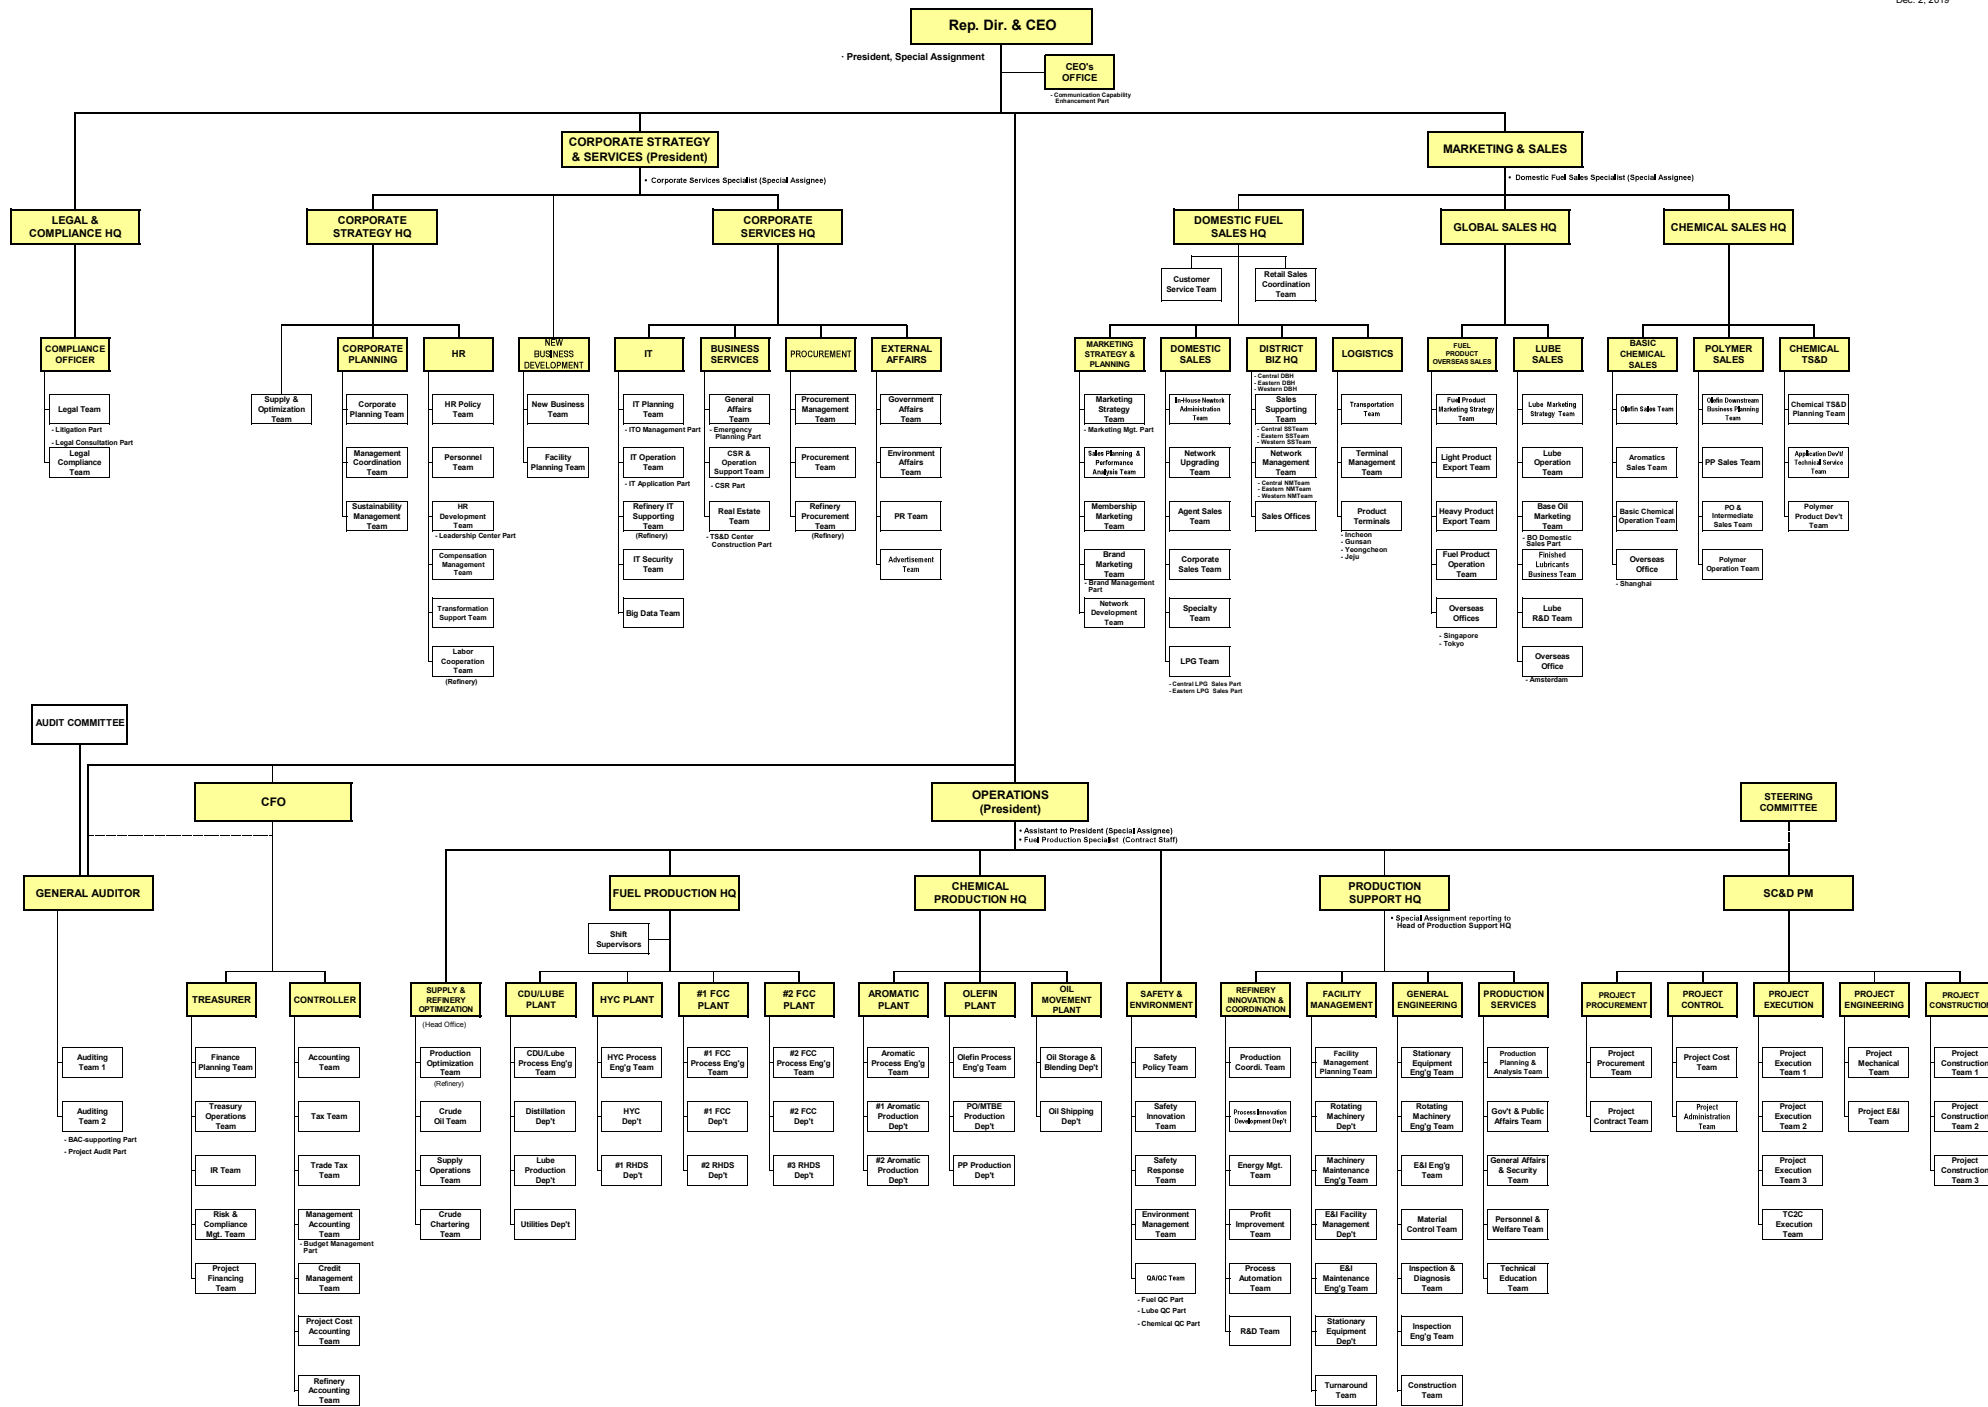 Dec. 2, 2019
Rep. Dir. & CEO
· President, Special Assignment
CEO's
OFFICE
- Communication Capability
Enhancement Part
CORPORATE STRATEGY
& SERVICES (President)
• Corporate Services Specialist (Special Assignee)
MARKETING & SALES
• Domestic Fuel Sales Specialist (Special Assignee)
LEGAL &
COMPLIANCE HQ
CORPORATE
STRATEGY HQ
CORPORATE
SERVICES HQ
DOMESTIC FUEL
SALES HQ
GLOBAL SALES HQ
CHEMICAL SALES HQ
Customer
Service Team
Retail Sales
Coordination
Team
COMPLIANCE
OFFICER
Legal Team
- Litigation Part
- Legal Consultation Part
Legal
Compliance
Team
Supply &
Optimization
Team
CORPORATE
PLANNING
Corporate
Planning Team
Management
Coordination
Team
Sustainability
Management
Team
HR
HR Policy
Team
Personnel
Team
HR
Development
Team
- Leadership Center Part
Compensation
Management
Team
Transformation
Support Team
Labor
Cooperation
Team
(Refinery)
NEW
BUSINESS
DEVELOPMENT
New Business
Team
Facility
Planning Team
IT
IT Planning
Team
- ITO Management Part
IT Operation
Team
- IT Application Part
Refinery IT
Supporting
Team
(Refinery)
IT Security
Team
Big Data Team
BUSINESS
SERVICES
General
Affairs
Team
- Emergency
Planning Part
CSR &
Operation
Support Team
- CSR Part
Real Estate
Team
- TS&D Center
Construction Part
PROCUREMENT
Procurement
Management
Team
Procurement
Team
Refinery
Procurement
Team
(Refinery)
EXTERNAL
AFFAIRS
Government
Affairs
Team
Environment
Affairs
Team
PR Team
Advertisement
Team
MARKETING
STRATEGY &
PLANNING
Marketing
Strategy
Team
- Marketing Mgt. Part
Sales Planning &
Performance
Analysis Team
Membership
Marketing
Team
Brand
Marketing
Team
- Brand Management
Part
Network
Development
Team
DOMESTIC
SALES
In-House Newtork
Administration
Team
Network
Upgrading
Team
Agent Sales
Team
Corporate
Sales Team
Specialty
Team
LPG Team
- Central LPG Sales Part
- Eastern LPG Sales Part
DISTRICT
BIZ HQ
- Central DBH
- Eastern DBH
- Western DBH
Sales
Supporting
Team
- Central SSTeam
- Eastern SSTeam
- Western SSTeam
Network
Management
Team
- Central NMTeam
- Eastern NMTeam
- Western NMTeam
Sales Offices
LOGISTICS
Transportation
Team
Terminal
Management
Team
Product
Terminals
- Incheon
- Gunsan
- Yeongcheon
- Jeju
FUEL
PRODUCT
OVERSEAS SALES
Fuel Product
Marketing Strategy
Team
Light Product
Export Team
Heavy Product
Export Team
Fuel Product
Operation
Team
Overseas
Offices
- Singapore
- Tokyo
LUBE
SALES
Lube Marketing
Strategy Team
Lube
Operation
Team
Base Oil
Marketing
Team
- BO Domestic
Sales Part
Finished
Lubricants
Business Team
Lube
R&D Team
Overseas
Office
- Amsterdam
BASIC
CHEMICAL
SALES
Olefin Sales Team
Aromatics
Sales Team
Basic Chemical
Operation Team
Overseas
Office
- Shanghai
POLYMER
SALES
Olefin Downstream
Business Planning
Team
PP Sales Team
PO &
Intermediate
Sales Team
Polymer
Operation Team
CHEMICAL
TS&D
Chemical TS&D
Planning Team
Application Dev't/
Technical Service
Team
Polymer
Product Dev't
Team
AUDIT COMMITTEE
CFO
OPERATIONS
(President)
• Assistant to President (Special Assignee)
• Fuel Production Specialist (Contract Staff)
STEERING
COMMITTEE
GENERAL AUDITOR
FUEL PRODUCTION HQ
CHEMICAL
PRODUCTION HQ
PRODUCTION
SUPPORT HQ
• Special Assignment reporting to
Head of Production Support HQ
SC&D PM
Shift
Supervisors
Auditing
Team 1
Auditing
Team 2
- BAC-supporting Part
- Project Audit Part
TREASURER
Finance
Planning Team
Treasury
Operations
Team
IR Team
Risk &
Compliance
Mgt. Team
Project
Financing
Team
CONTROLLER
Accounting
Team
Tax Team
Trade Tax
Team
Management
Accounting
Team
- Budget Management
Part
Credit
Management
Team
Project Cost
Accounting
Team
Refinery
Accounting
Team
SUPPLY &
REFINERY
OPTIMIZATION
(Head Office)
Production
Optimization
Team
(Refinery)
Crude
Oil Team
Supply
Operations
Team
Crude
Chartering
Team
CDU/LUBE
PLANT
CDU/Lube
Process Eng'g
Team
Distillation
Dep't
Lube
Production
Dep't
Utilities Dep't
HYC PLANT
HYC Process
Eng'g Team
HYC
Dep't
#1 RHDS
Dep't
#1 FCC
PLANT
#1 FCC
Process Eng'g
Team
#1 FCC
Dep't
#2 RHDS
Dep't
#2 FCC
PLANT
#2 FCC
Process Eng'g
Team
#2 FCC
Dep't
#3 RHDS
Dep't
AROMATIC
PLANT
Aromatic
Process Eng'g
Team
#1 Aromatic
Production
Dep't
#2 Aromatic
Production
Dep't
OLEFIN
PLANT
Olefin Process
Eng'g Team
PO/MTBE
Production
Dep't
PP Production
Dep't
OIL
MOVEMENT
PLANT
Oil Storage &
Blending Dep't
Oil Shipping
Dep't
SAFETY &
ENVIRONMENT
Safety
Policy Team
Safety
Innovation
Team
Safety
Response
Team
Environment
Management
Team
QA/QC Team
- Fuel QC Part
- Lube QC Part
- Chemical QC Part
REFINERY
INNOVATION &
COORDINATION
Production
Coordi. Team
Process Innovation
Development Dep't
Energy Mgt.
Team
Profit
Improvement
Team
Process
Automation
Team
R&D Team
FACILITY
MANAGEMENT
Facility
Management
Planning Team
Rotating
Machinery
Dep't
Machinery
Maintenance
Eng'g Team
E&I Facility
Management
Dep't
E&I
Maintenance
Eng'g Team
Stationary
Equipment
Dep't
Turnaround
Team
GENERAL
ENGINEERING
Stationary
Equipment
Eng'g Team
Rotating
Machinery
Eng'g Team
E&I Eng'g
Team
Material
Control Team
Inspection &
Diagnosis
Team
Inspection
Eng'g Team
Construction
Team
PRODUCTION
SERVICES
Production
Planning &
Analysis Team
Gov't & Public
Affairs Team
General Affairs
& Security
Team
Personnel &
Welfare Team
Technical
Education
Team
PROJECT
PROCUREMENT
Project
Procurement
Team
Project
Contract Team
PROJECT
CONTROL
Project Cost
Team
Project
Administration
Team
PROJECT
EXECUTION
Project
Execution
Team 1
Project
Execution
Team 2
Project
Execution
Team 3
TC2C
Execution
Team
PROJECT
ENGINEERING
Project
Mechanical
Team
Project E&I
Team
PROJECT
CONSTRUCTION
Project
Construction
Team 1
Project
Construction
Team 2
Project
Construction
Team 3